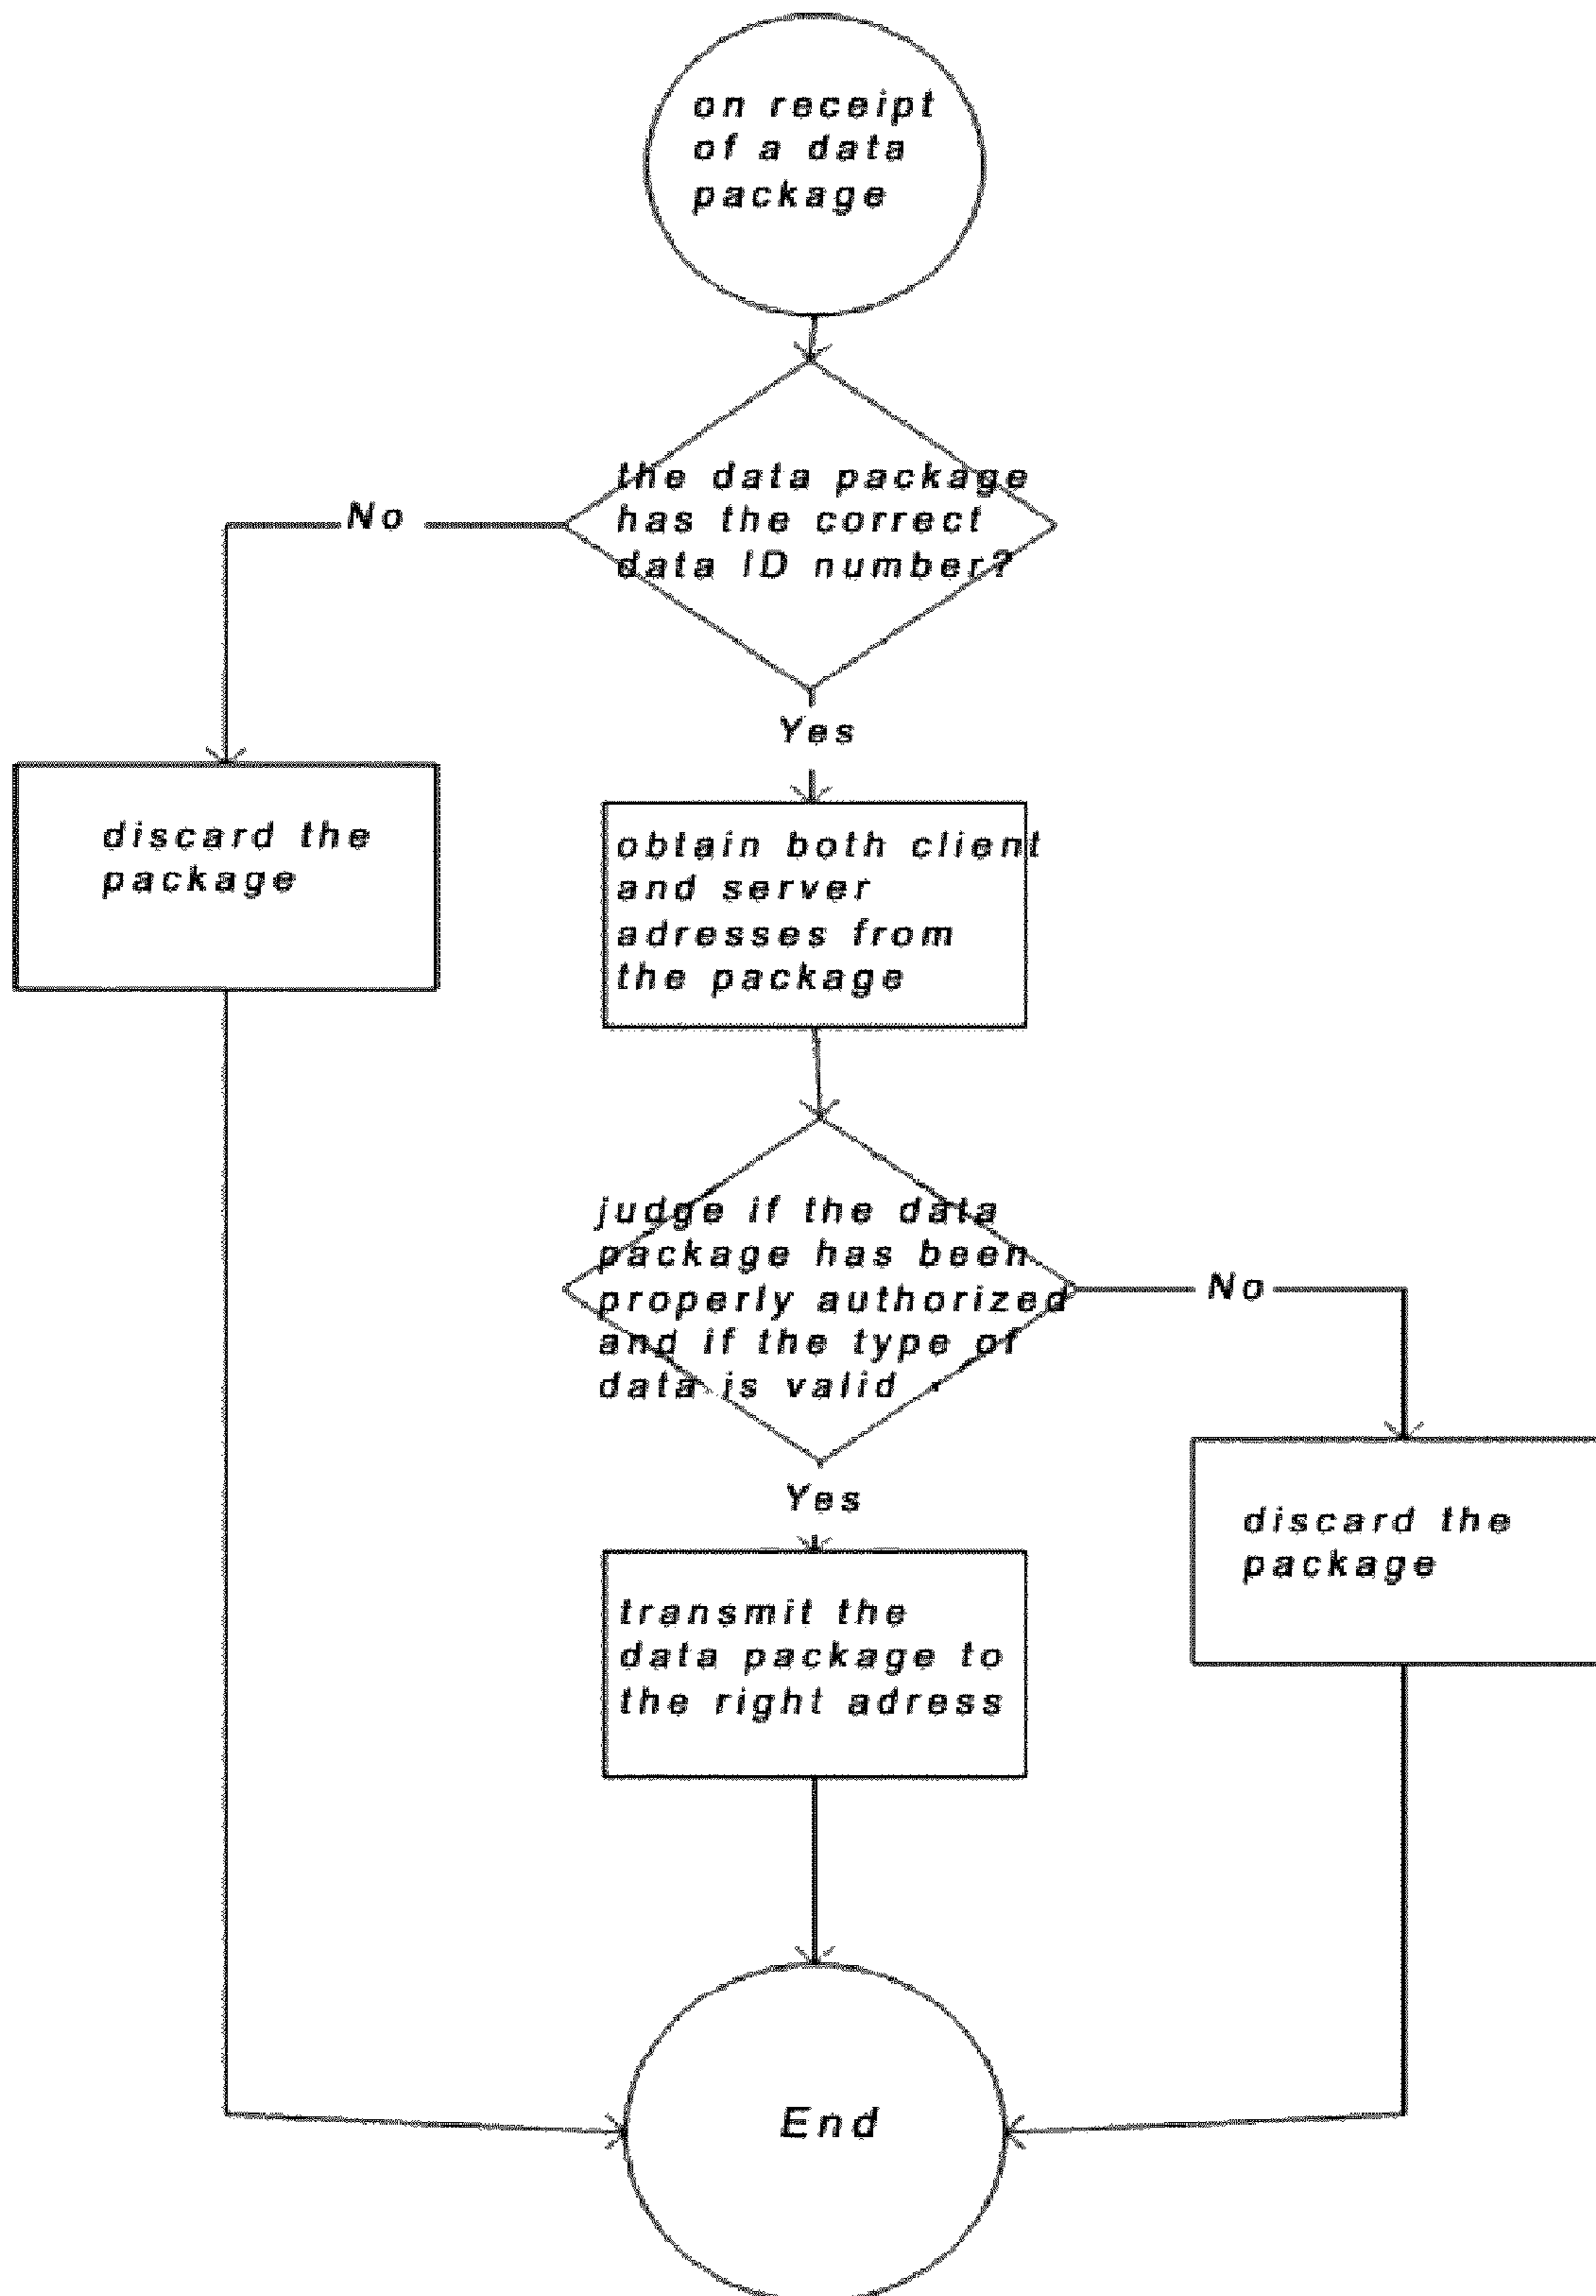 on receipt
of a data
package
the data package
has the correct
data ID number?
No
Yes
discard the
package
obtain both client
and server
adresses from
the package
judge if the data
package has been
properly authorized
and if the type of
data is valid .
No
Yes
discard the
package
transmit the
data package to
the right adress
End